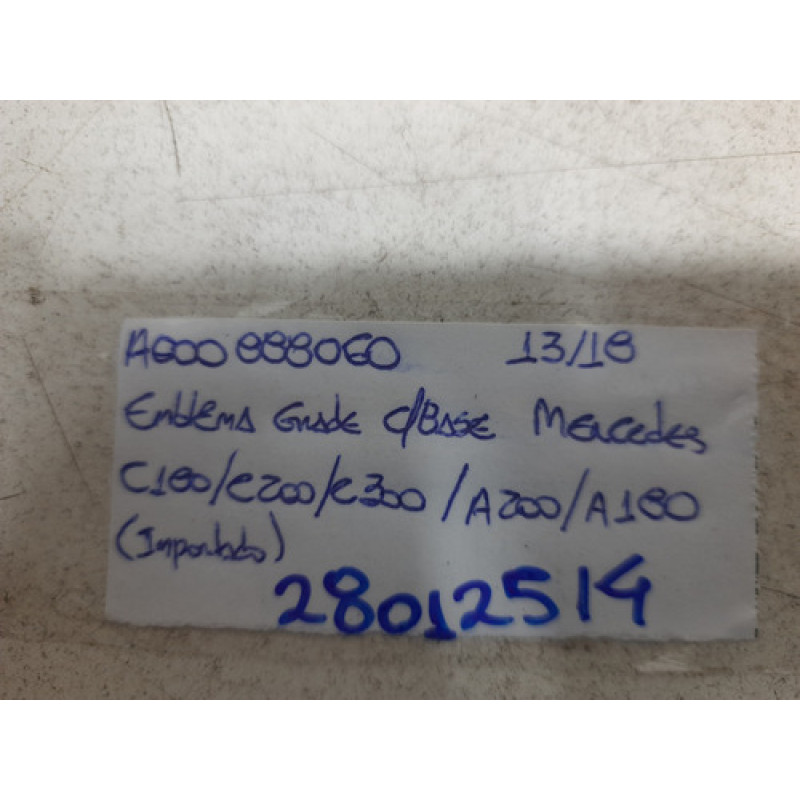 A000888060 13/18
Emblema Grade C/Base Mercedes
C180/C200/C300/A200/A180
(Importado)
28012514